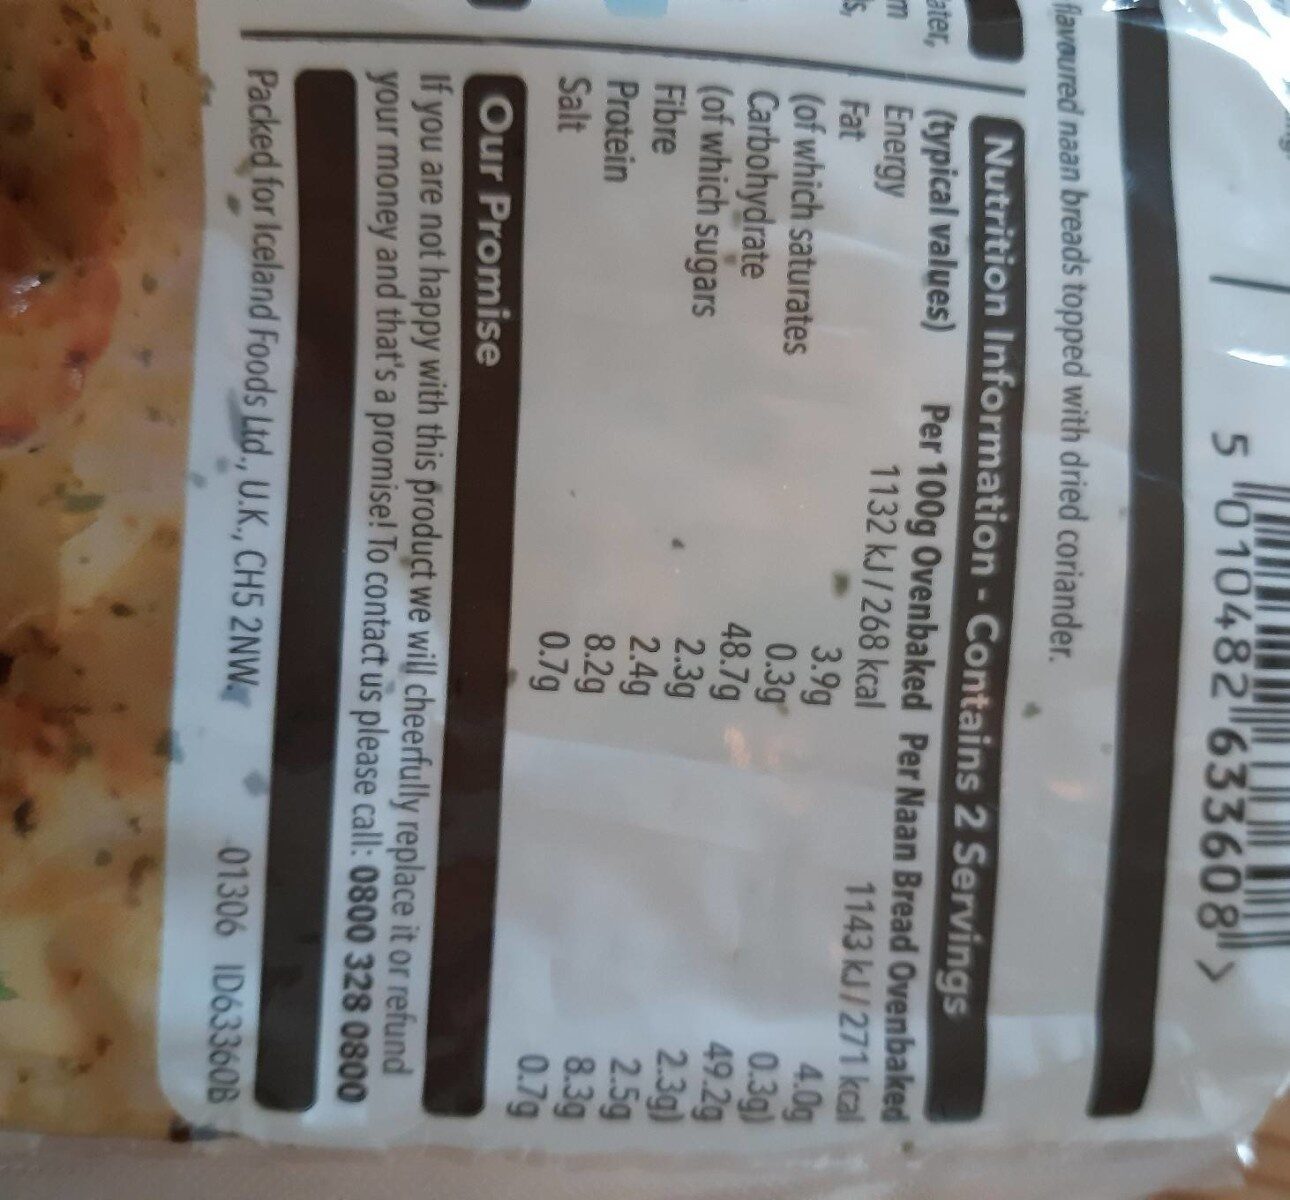 5 010482 633608 >
flavoured naan breads topped with dried coriander.
ater,
Nutrition Information - Contains 2 Servings
(typical values) Per 100g Ovenbaked Per Naan Bread Ovenbaked
Energy 1132 kJ / 268 kcal 1143 kJ / 271 kcal
Fat 3.9g 4.0g
(of which saturates 0.3g 0.3g)
Carbohydrate 48.7g 49.2g
(of which sugars 2.3g 2.3g)
Fibre 2.4g 2.5g
Protein 8.2g 8.3g
Salt 0.7g 0.7g
Our Promise
If you are not happy with this product we will cheerfully replace it or refund
your money and that's a promise! To contact us please call: 0800 328 0800
Packed for Iceland Foods Ltd., U.K., CH5 2NW. 01306 ID63360B